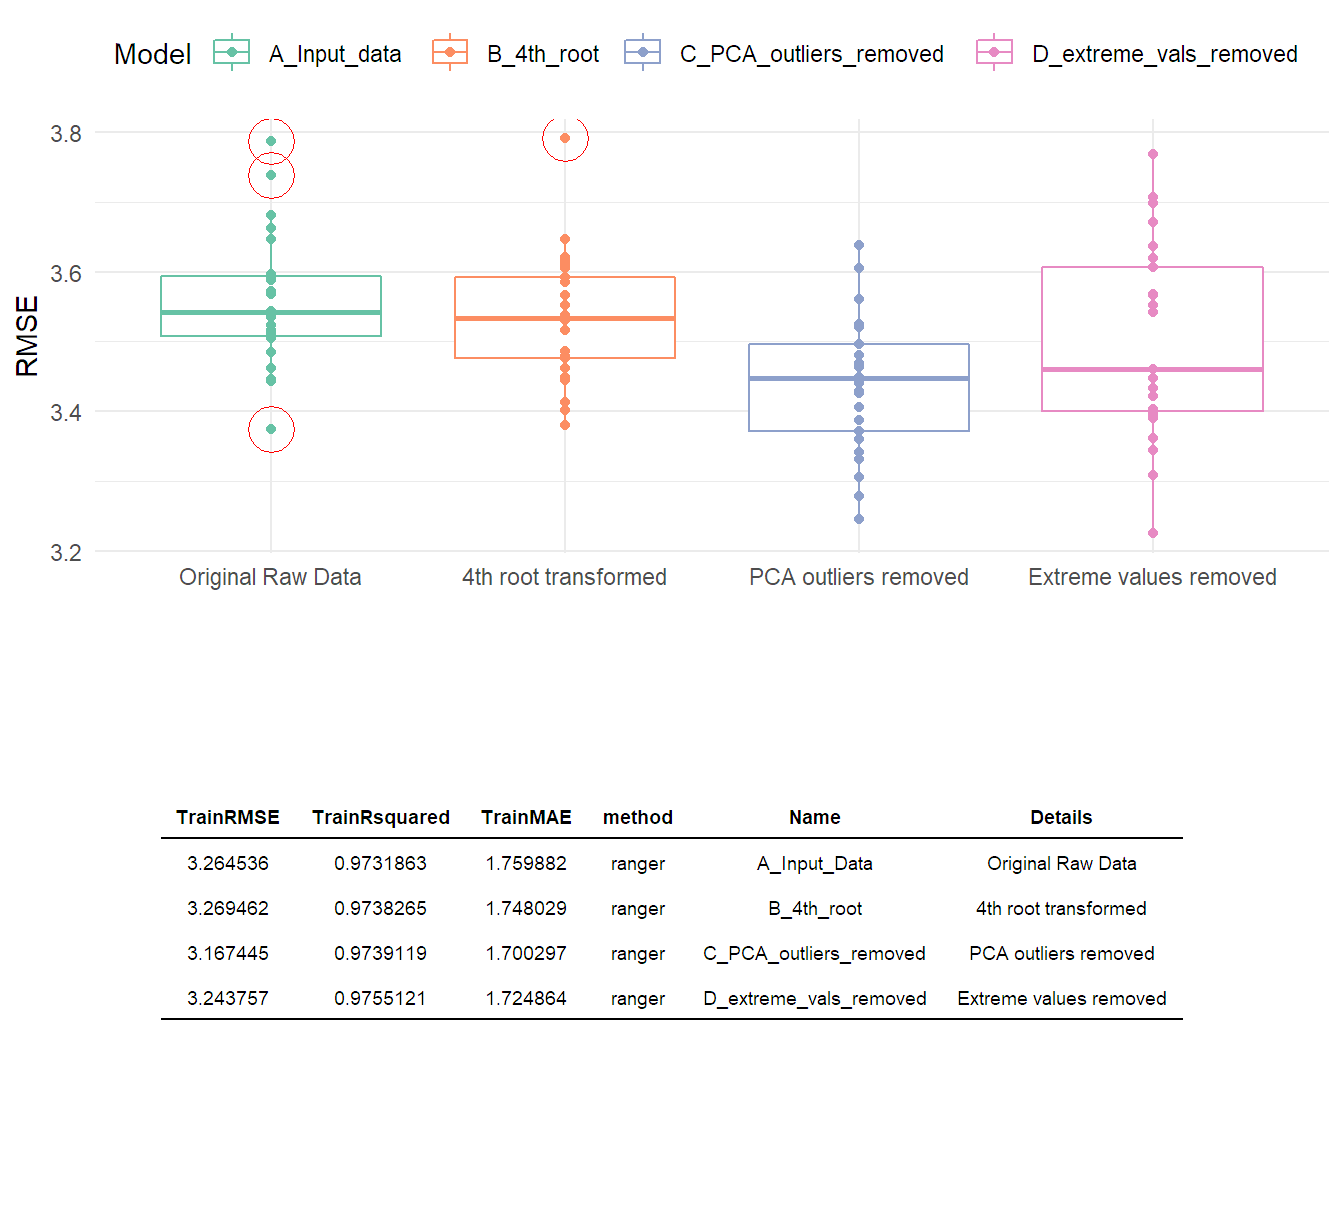 Model A_Input_data B_4th_root C_PCA_outliers_removed D_extreme_vals_removed
RMSE
3.8
3.6
3.4
3.2
Original Raw Data 4th root transformed PCA outliers removed Extreme values removed
TrainRMSE TrainRsquared TrainMAE method Name Details
3.264536 0.9731863 1.759882 ranger A_Input_Data Original Raw Data
3.269462 0.9738265 1.748029 ranger B_4th_root 4th root transformed
3.167445 0.9739119 1.700297 ranger C_PCA_outliers_removed PCA outliers removed
3.243757 0.9755121 1.724864 ranger D_extreme_vals_removed Extreme values removed